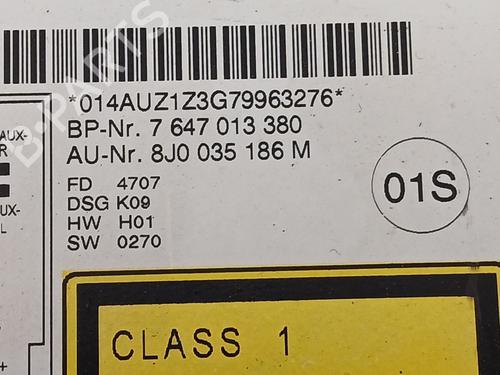 *014AUZ1Z3G79963276*
BP-Nr. 7 647 013 380
AU-Nr. 8J0 035 186 M
FD 4707
DSG K09
HW H01
SW 0270
01S
AUX-
R
AUX-
L
+
CLASS 1
B-PARTS